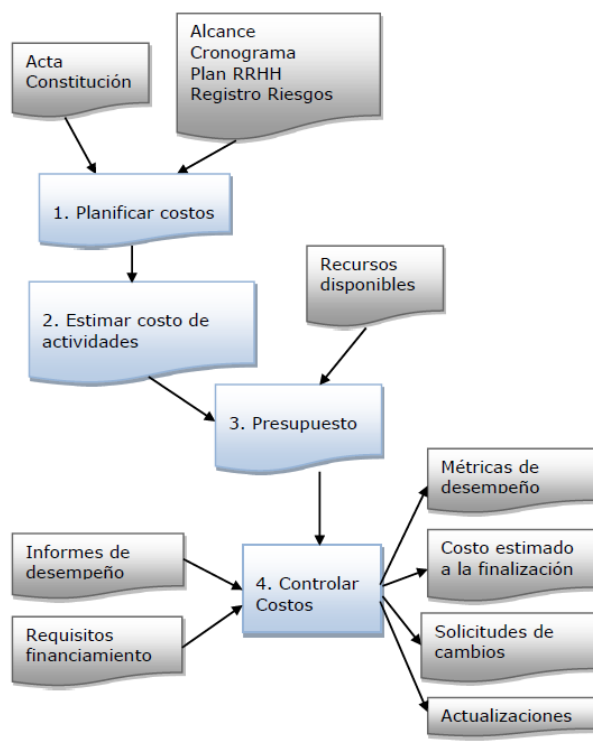 Acta
Constitución
Alcance
Cronograma
Plan RRHH
Registro Riesgos
1. Planificar costos
2. Estimar costo de
actividades
Recursos
disponibles
3. Presupuesto
Informes de
desempeño
Requisitos
financiamiento
4. Controlar
Costos
Métricas de
desempeño
Costo estimado
a la finalización
Solicitudes de
cambios
Actualizaciones